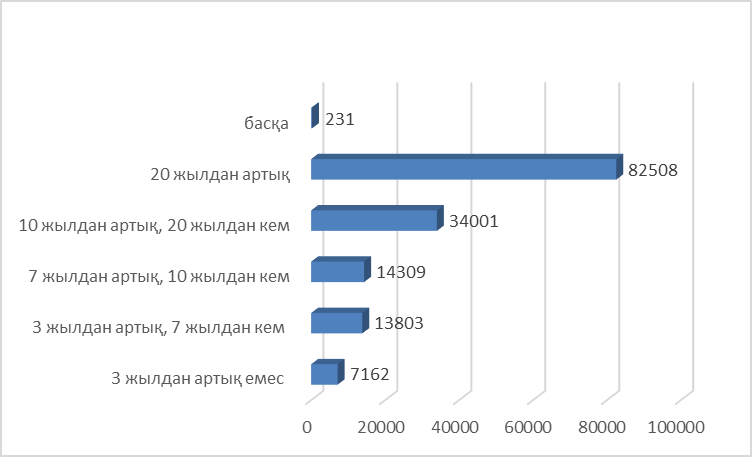 басқа 231
20 жылдан артық 82508
10 жылдан артық, 20 жылдан кем 34001
7 жылдан артық, 10 жылдан кем 14309
3 жылдан артық, 7 жылдан кем 13803
3 жылдан артық емес 7162
0 20000 40000 60000 80000 100000